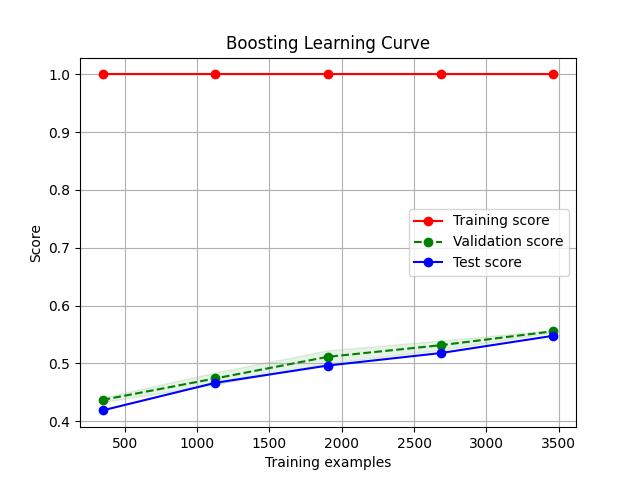 Boosting Learning Curve
1.0
0.9
0.8
0.7
0.6
0.5
0.4
Score
Training score
Validation score
Test score
500
1000
1500
2000
2500
3000
3500
Training examples